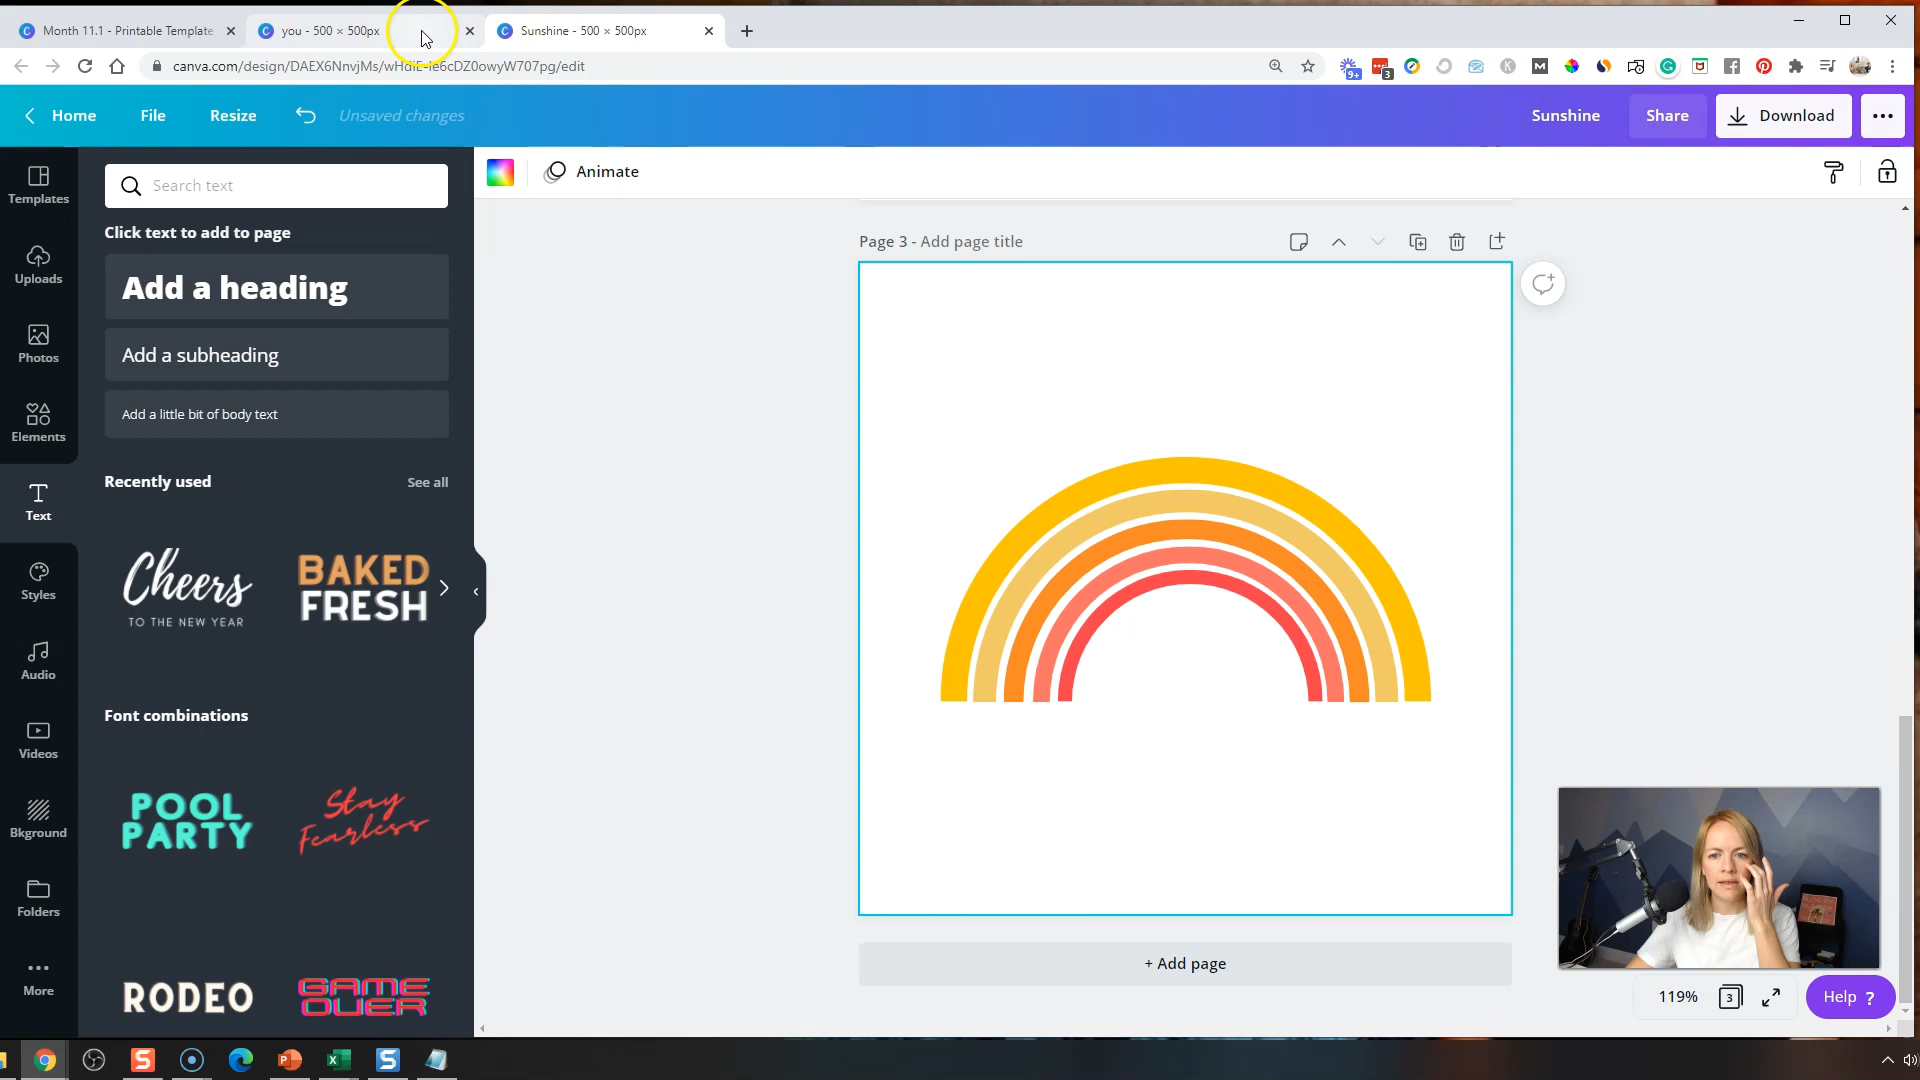 Month 11.1 - Printable Template
you - 500 × 500px
Sunshine - 500 × 500px
canva.com/design/DAEX6NnvjMs/wHdiE-Ie6cDZ0owyW707pg/edit
9+
3
Home
File
Resize
Unsaved changes
Sunshine
Share
Download
Templates
Uploads
Photos
Elements
Text
Styles
Audio
Videos
Bkground
Folders
More
Search text
Click text to add to page
Add a heading
Add a subheading
Add a little bit of body text
Recently used
See all
Cheers
TO THE NEW YEAR
BAKED
FRESH
Font combinations
POOL
PARTY
Stay
Fearless
RODEO
GAME
OVER
Animate
Page 3 - Add page title
+ Add page
119%
3
Help ?